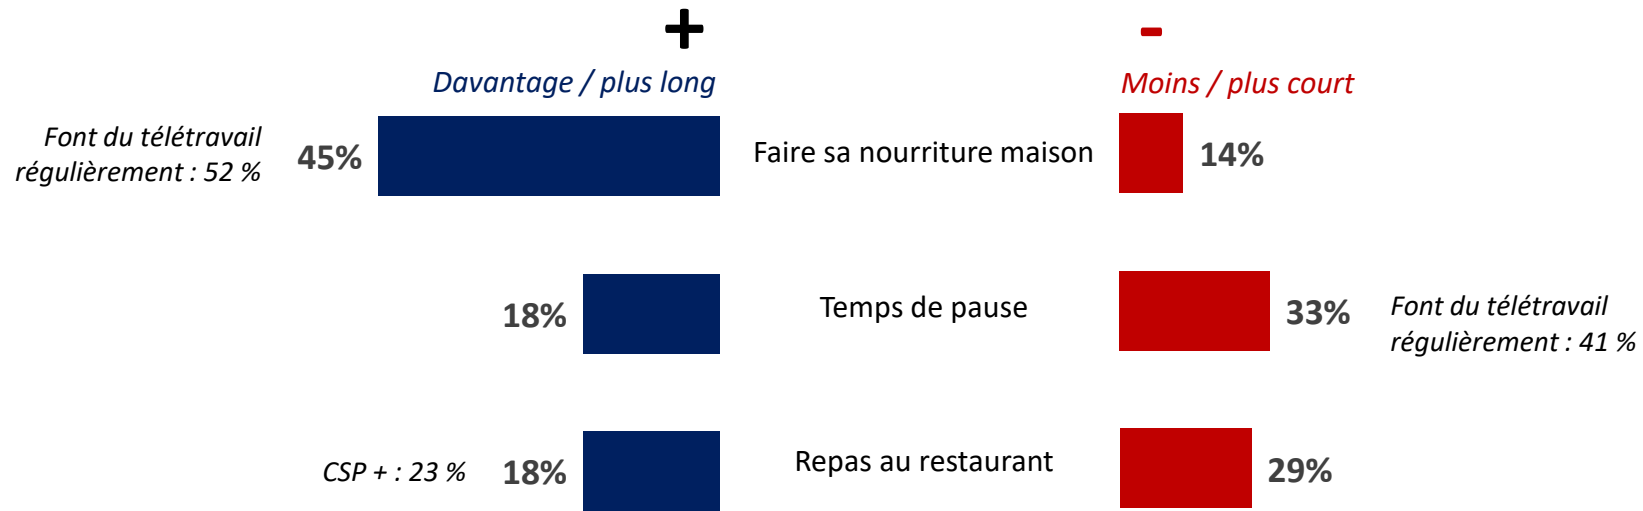 +
-
Davantage / plus long
Moins / plus court
Font du télétravail
régulièrement : 52 %
45%
Faire sa nourriture maison
14%
18%
Temps de pause
33%
Font du télétravail
régulièrement : 41 %
CSP + : 23 %
18%
Repas au restaurant
29%